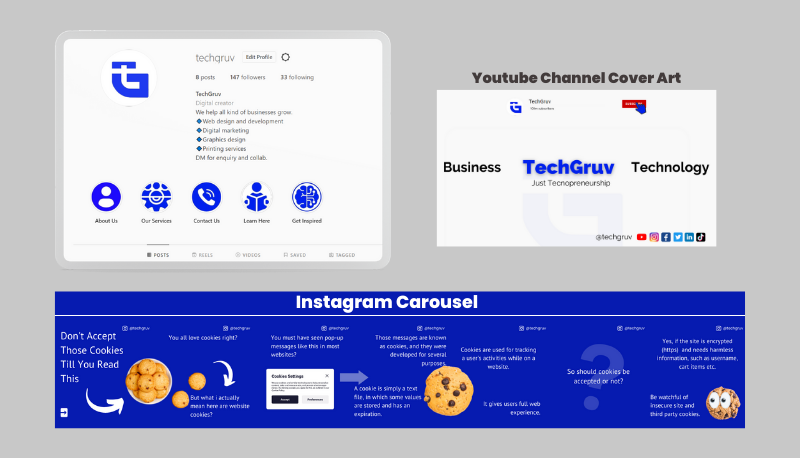 techgruv Edit Profile
8 posts 147 followers 33 following
TechGruv
Digital creator
We help all kind of businesses grow.
Web design and development
Digital marketing
Graphics design
Printing services
DM for enquiry and collab.
About Us
Our Services
Contact Us
Learn Here
Get Inspired
POSTS
REELS
VIDEOS
SAVED
TAGGED
Youtube Channel Cover Art
TechGruv
Business
TechGruv
Technology
Just Tecnopreneurship
@techgruv
Instagram Carousel
@techgruv
Don't Accept
Those Cookies
Till You Read
This
@techgruv
You all love cookies right?
But what i actually
mean here are website
cookies?
@techgruv
You must have seen pop-up
messages like this in most
websites?
Cookies Settings
Accept
Preferences
@techgruv
Those messages are known
as cookies, and they were
developed for several
purposes.
A cookie is simply a text
file, in which some values
are stored and has an
expiration.
@techgruv
Cookies are used for tracking
a user's activities while on a
website.
It gives users full web
experience.
@techgruv
?
So should cookies be
accepted or not?
@techgruv
Yes, if the site is encrypted
(https) and needs harmless
information, such as username,
cart items etc.
Be watchful of
insecure site and
third party cookies.